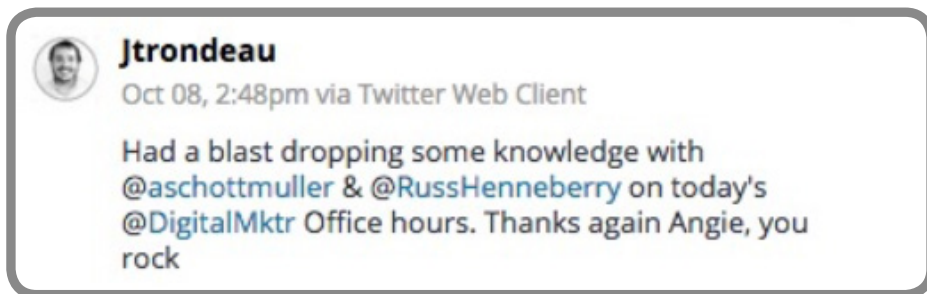 Jtrondeau
Oct 08, 2:48pm via Twitter Web Client
Had a blast dropping some knowledge with
@aschottmuller & @RussHenneberry on today's
@DigitalMktr Office hours. Thanks again Angie, you
rock